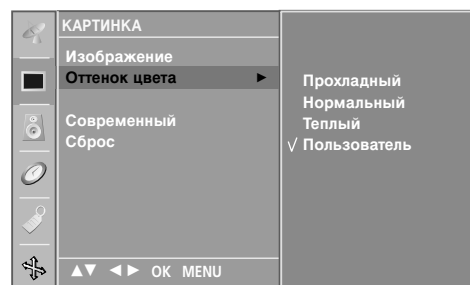 КАРТИНКА
Изображение
Оттенок цвета ►
Современный
Сброс
Прохладный
Нормальный
Теплый
√ Пользователь
▲▼ ◄► OK MENU